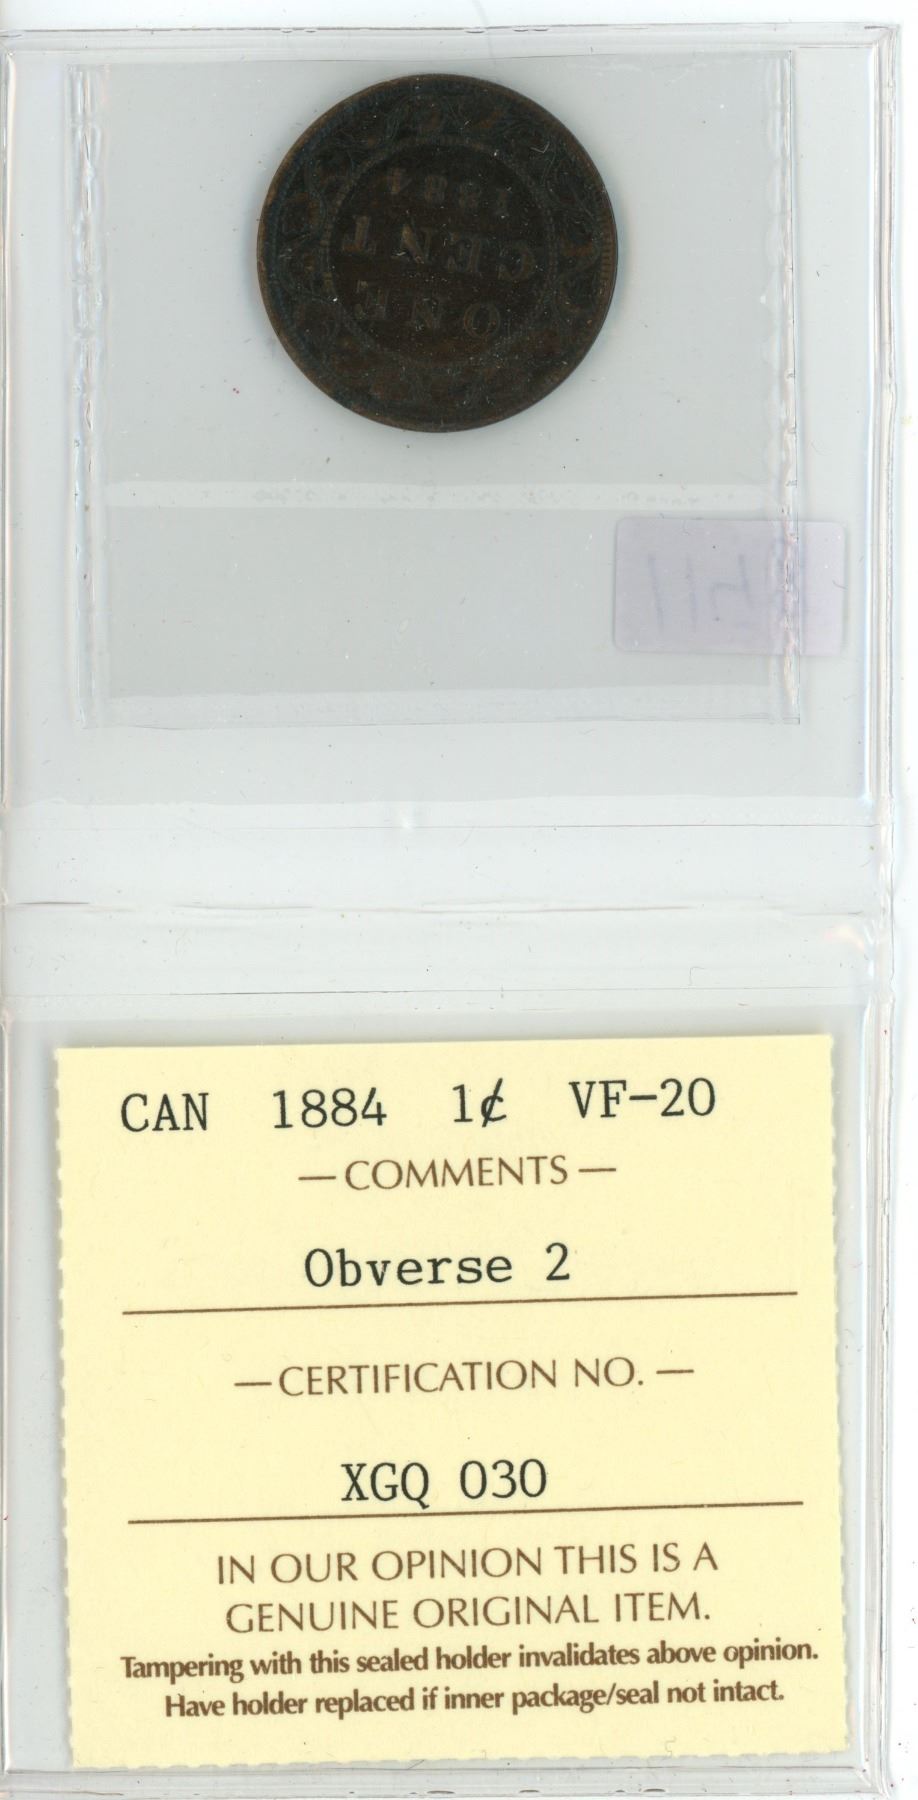 ONE
CENT
1884
CAN 1884 1¢ VF-20
— COMMENTS —
Obverse 2
— CERTIFICATION NO. —
XGQ 030
IN OUR OPINION THIS IS A
GENUINE ORIGINAL ITEM.
Tampering with this sealed holder invalidates above opinion.
Have holder replaced if inner package/seal not intact.